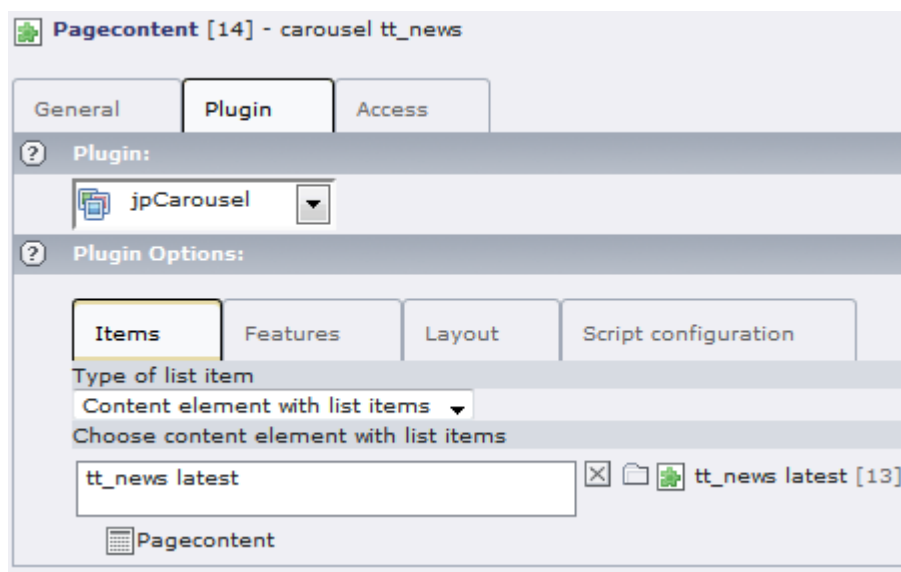 Pagecontent [14] - carousel tt_news
General Plugin Access
? Plugin:
jpCarousel
? Plugin Options:
Items Features Layout Script configuration
Type of list item
Content element with list items
Choose content element with list items
tt_news latest tt_news latest [13]
Pagecontent